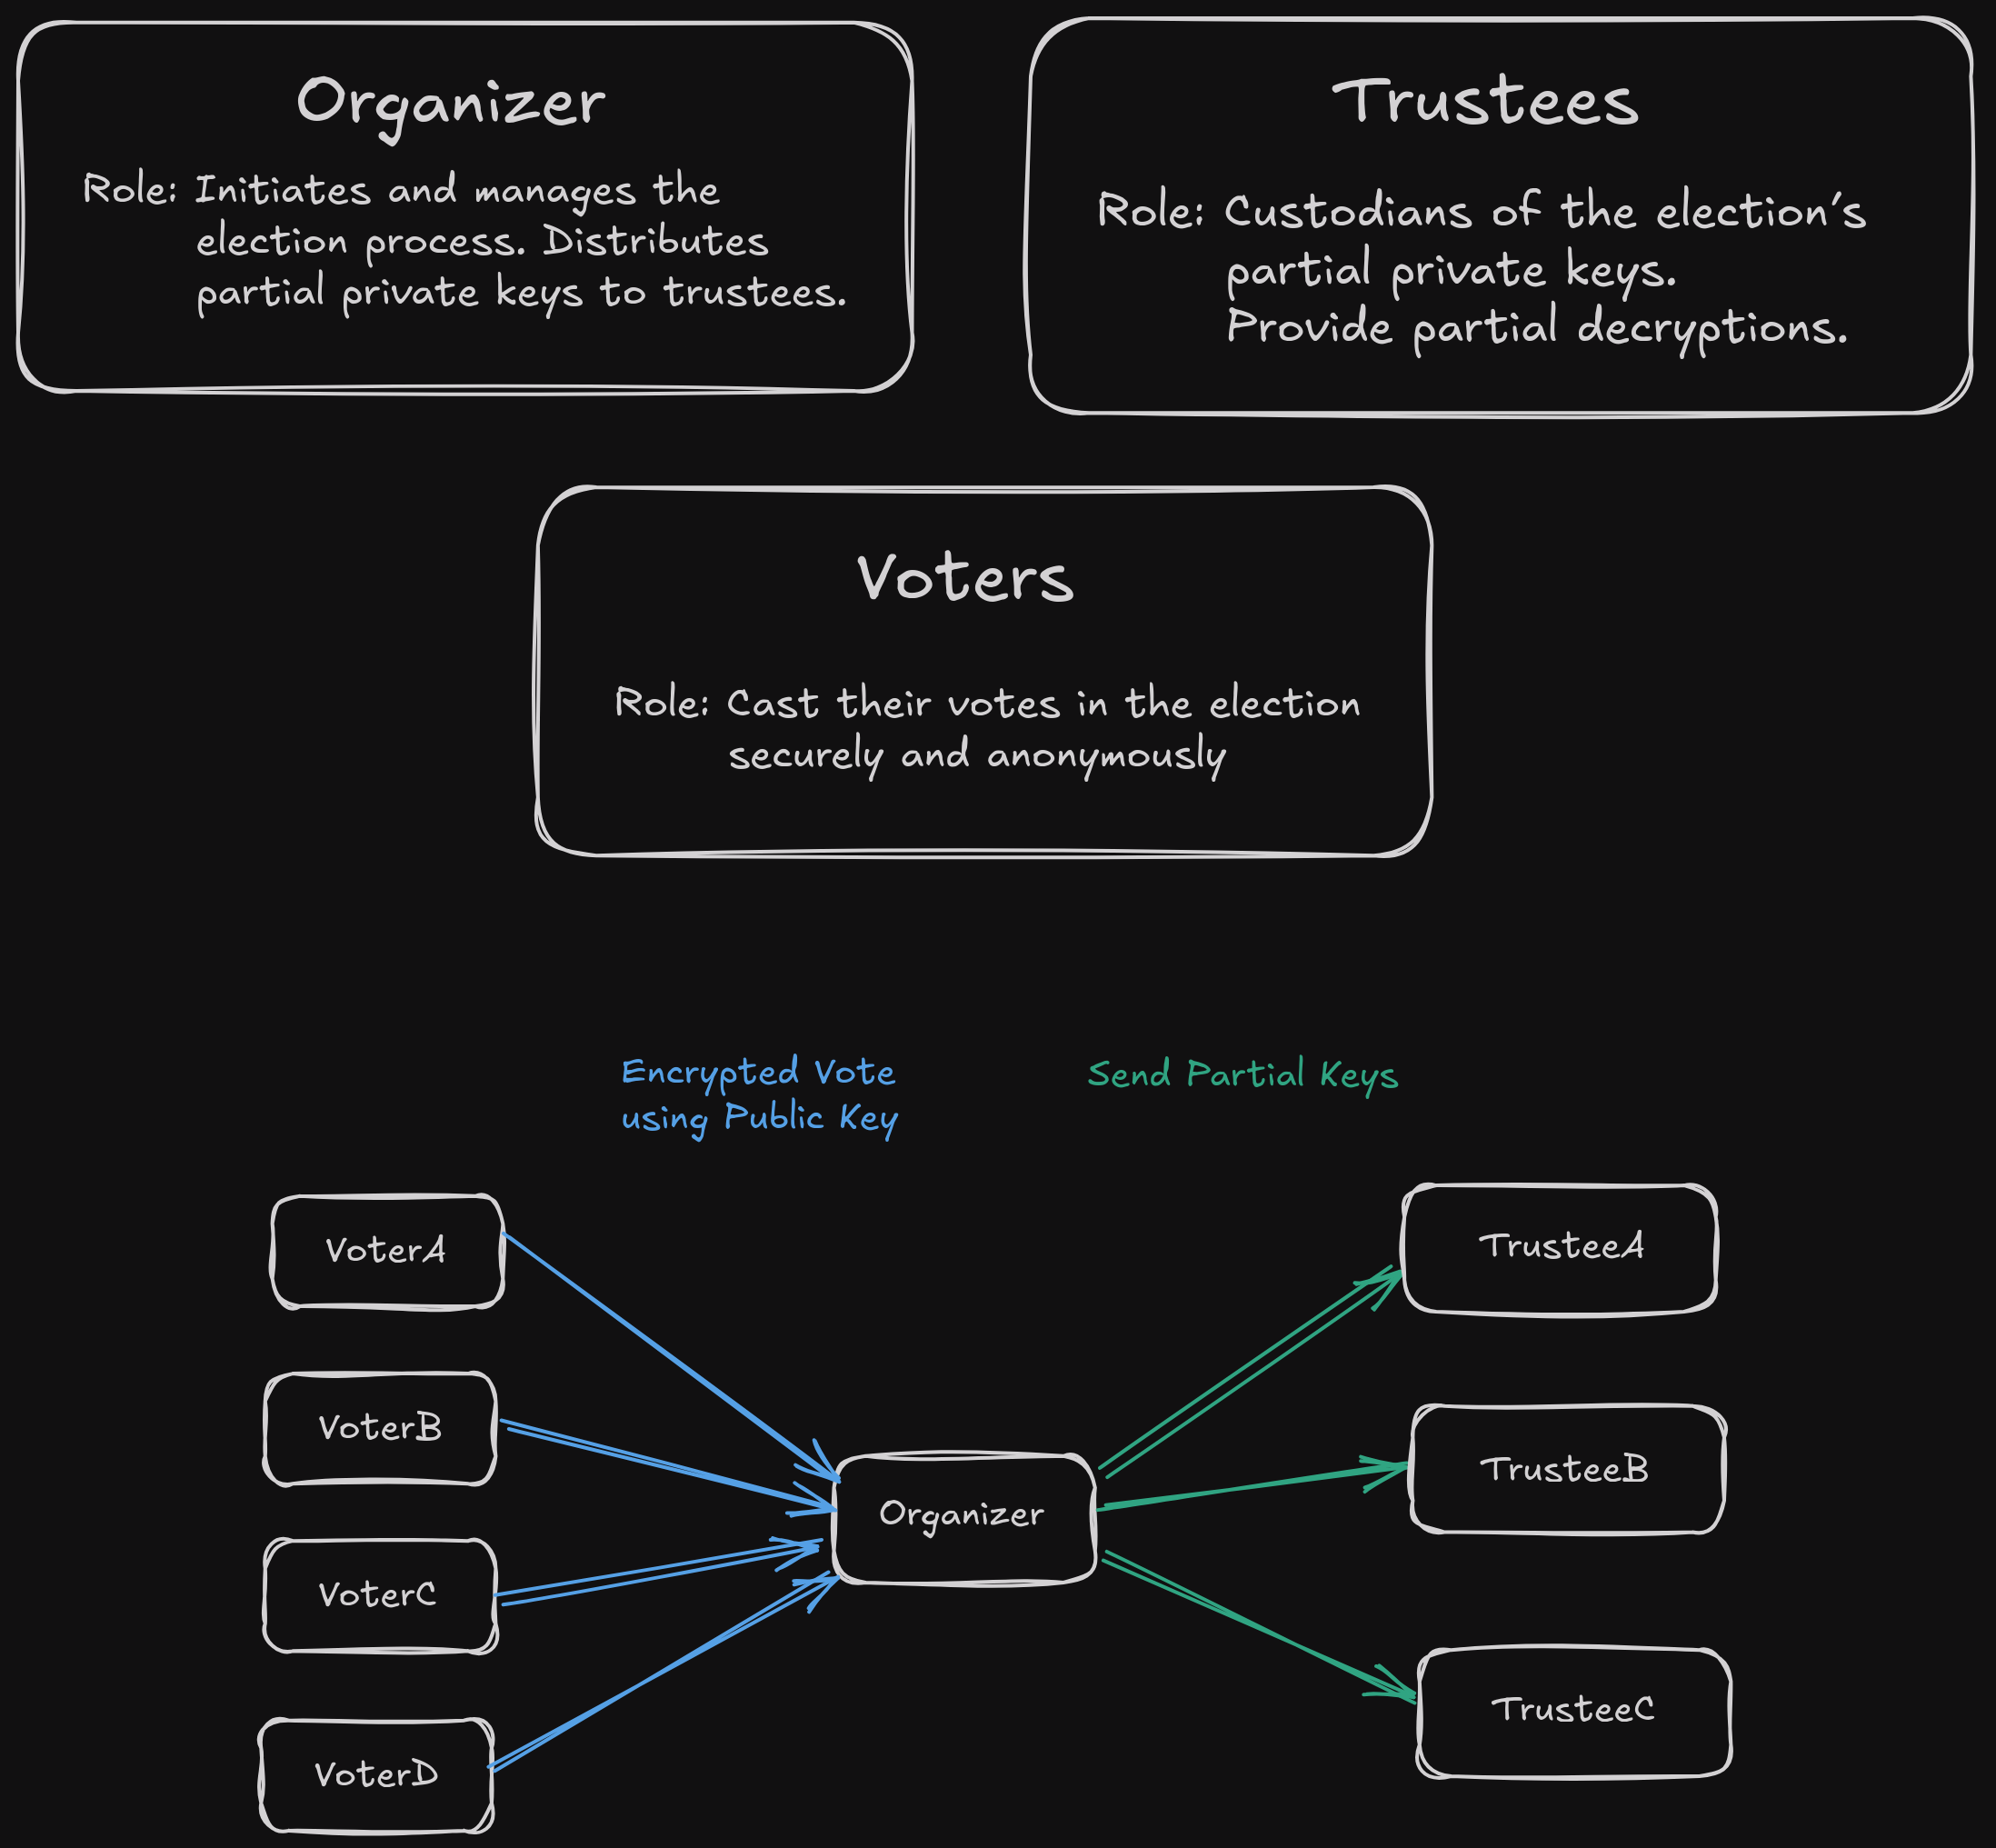 Organizer
Role: Initiates and manages the
election process. Distributes
partial private keys to trustees.
Trustees
Role: Custodians of the election's
partial private keys.
Provide partial decryptions.
Voters
Role: Cast their votes in the election
securely and anonymously
Encrypted Vote
using Public Key
Send Partial Keys
VoterA
VoterB
VoterC
VoterD
Organizer
TrusteeA
TrusteeB
TrusteeC